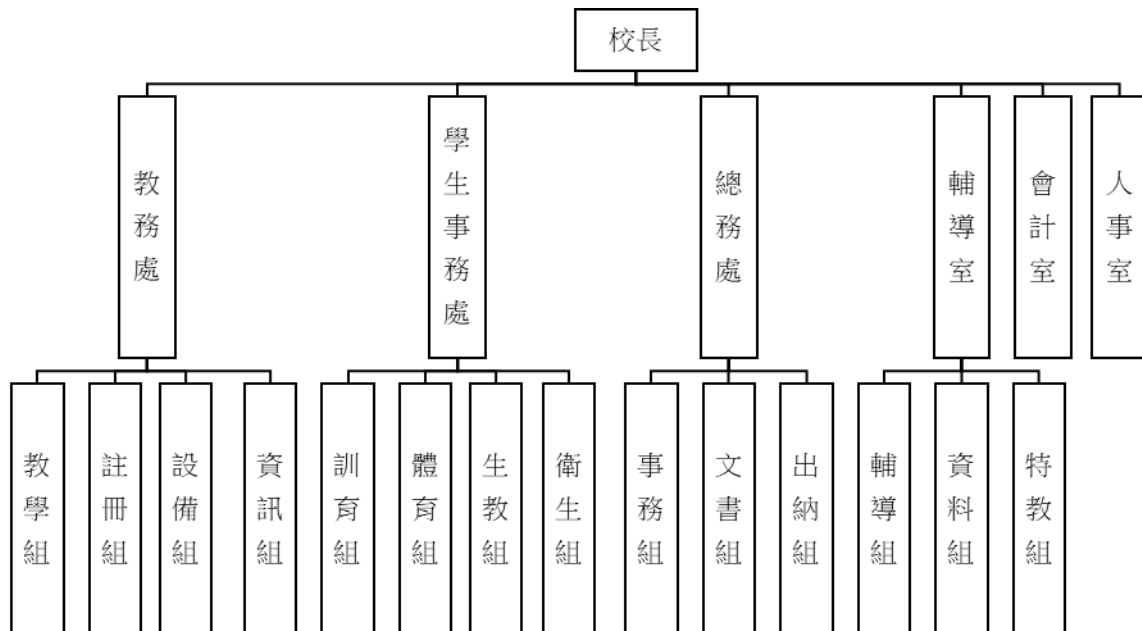 校長
教務處
學生事務處
總務處
輔導室
會計室
人事室
教學組
註冊組
設備組
資訊組
訓育組
體育組
生教組
衛生組
事務組
文書組
出納組
輔導組
資料組
特教組